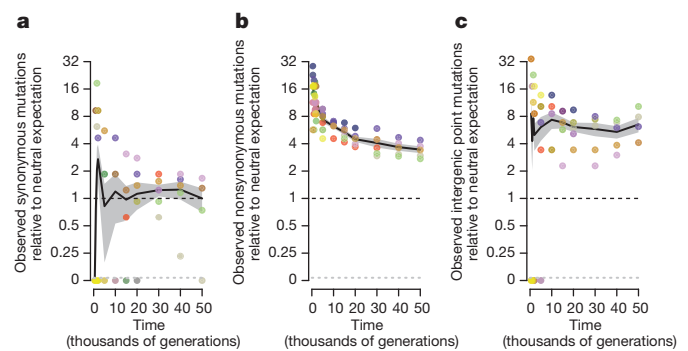 a
Observed synonymous mutations
relative to neutral expectation
32
16
8
4
2
1
0.5
0.25
0
0 10 20 30 40 50
Time
(thousands of generations)
b
Observed nonsynonymous mutations
relative to neutral expectation
32
16
8
4
2
1
0.5
0.25
0
0 10 20 30 40 50
Time
(thousands of generations)
c
Observed intergenic point mutations
relative to neutral expectation
32
16
8
4
2
1
0.5
0.25
0
0 10 20 30 40 50
Time
(thousands of generations)